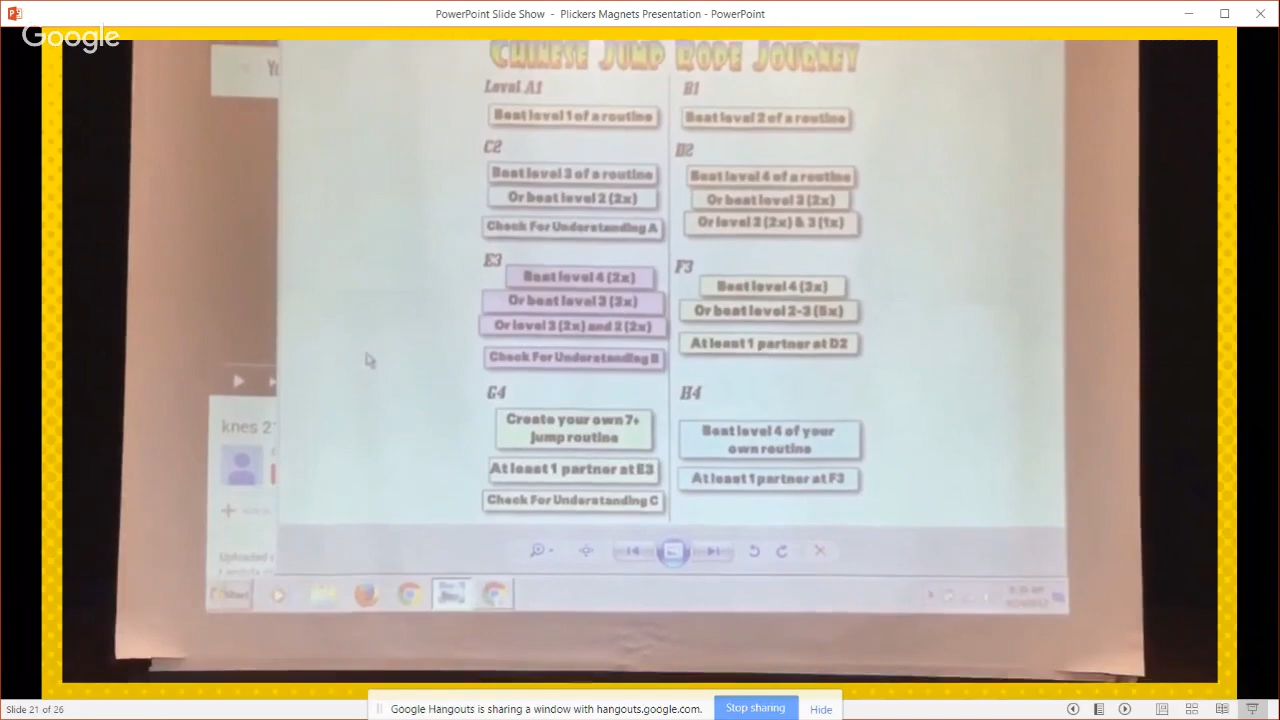 PowerPoint Slide Show - Plickers Magnets Presentation - PowerPoint
Google
CHINESE JUMP ROPE JOURNEY
Level A1
Beat level 1 of a routine
B1
Beat level 2 of a routine
C2
Beat level 3 of a routine
Or beat level 2 (2x)
Check For Understanding A
D2
Beat level 4 of a routine
Or beat level 3 (2x)
Or level 2 (2x) & 3 (1x)
E3
Beat level 4 (2x)
Or beat level 3 (3x)
Or level 3 (2x) and 2 (2x)
Check For Understanding B
F3
Beat level 4 (3x)
Or beat level 2-3 (5x)
At least 1 partner at D2
G4
Create your own 7+
jump routine
At least 1 partner at E3
Check For Understanding C
H4
Beat level 4 of your
own routine
At least 1 partner at F3
knes 21
Uploaded
Start
Slide 21 of 26
Google Hangouts is sharing a window with hangouts.google.com.
Stop sharing
Hide